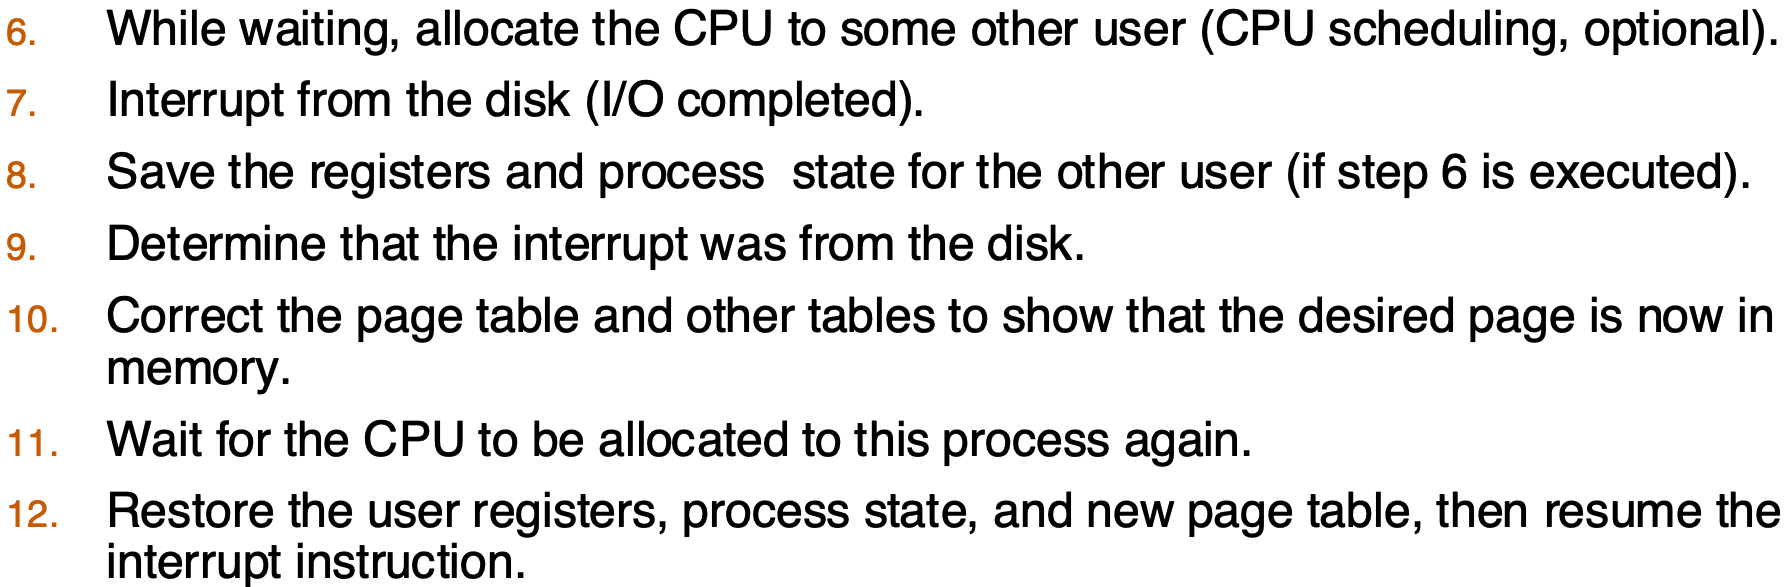 6. While waiting, allocate the CPU to some other user (CPU scheduling, optional).
7. Interrupt from the disk (I/O completed).
8. Save the registers and process  state for the other user (if step 6 is executed).
9. Determine that the interrupt was from the disk.
10. Correct the page table and other tables to show that the desired page is now in
memory.
11. Wait for the CPU to be allocated to this process again.
12. Restore the user registers, process state, and new page table, then resume the
interrupt instruction.